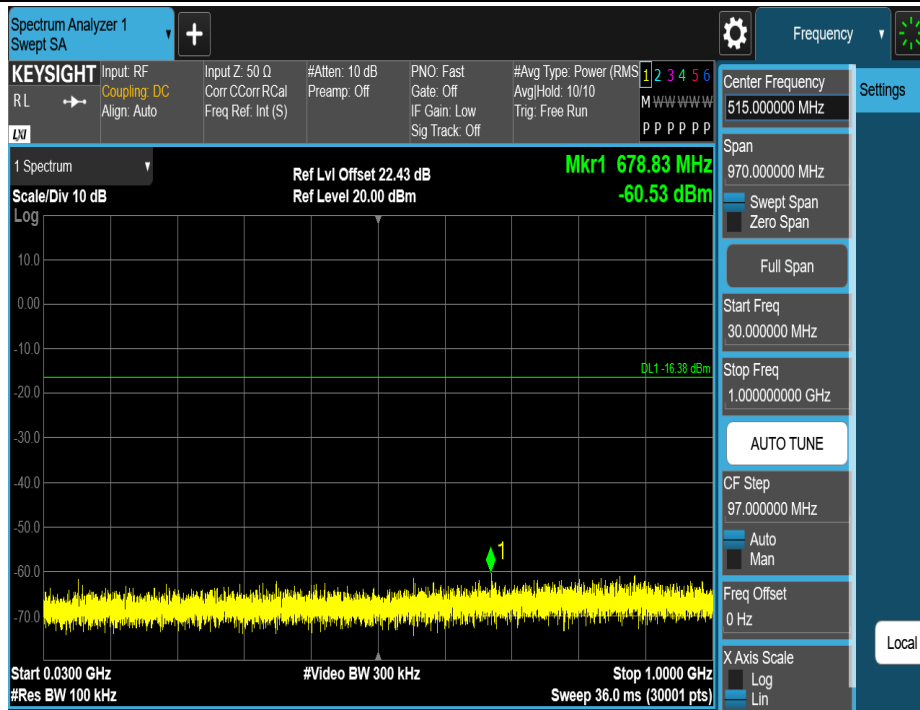 Spectrum Analyzer 1
Swept SA
+
Frequency
KEYSIGHT
RL
LXI
Input: RF
Coupling: DC
Align: Auto
Input Z: 50 Ω
Corr CCorr RCal
Freq Ref: Int (S)
#Atten: 10 dB
Preamp: Off
PNO: Fast
Gate: Off
IF Gain: Low
Sig Track: Off
#Avg Type: Power (RMS
Avg|Hold: 10/10
Trig: Free Run
1 2 3 4 5 6
M W W W W W
P P P P P P
1 Spectrum
Scale/Div 10 dB
Log
Ref Lvl Offset 22.43 dB
Ref Level 20.00 dBm
Mkr1 678.83 MHz
-60.53 dBm
10.0
0.00
-10.0
DL1 -16.38 dBm
-20.0
-30.0
-40.0
-50.0
1
-60.0
-70.0
Start 0.0300 GHz
#Res BW 100 kHz
#Video BW 300 kHz
Stop 1.0000 GHz
Sweep 36.0 ms (30001 pts)
Center Frequency
515.000000 MHz
Span
970.000000 MHz
Swept Span
Zero Span
Full Span
Start Freq
30.000000 MHz
Stop Freq
1.000000000 GHz
AUTO TUNE
CF Step
97.000000 MHz
Auto
Man
Freq Offset
0 Hz
X Axis Scale
Log
Lin
Settings
Local